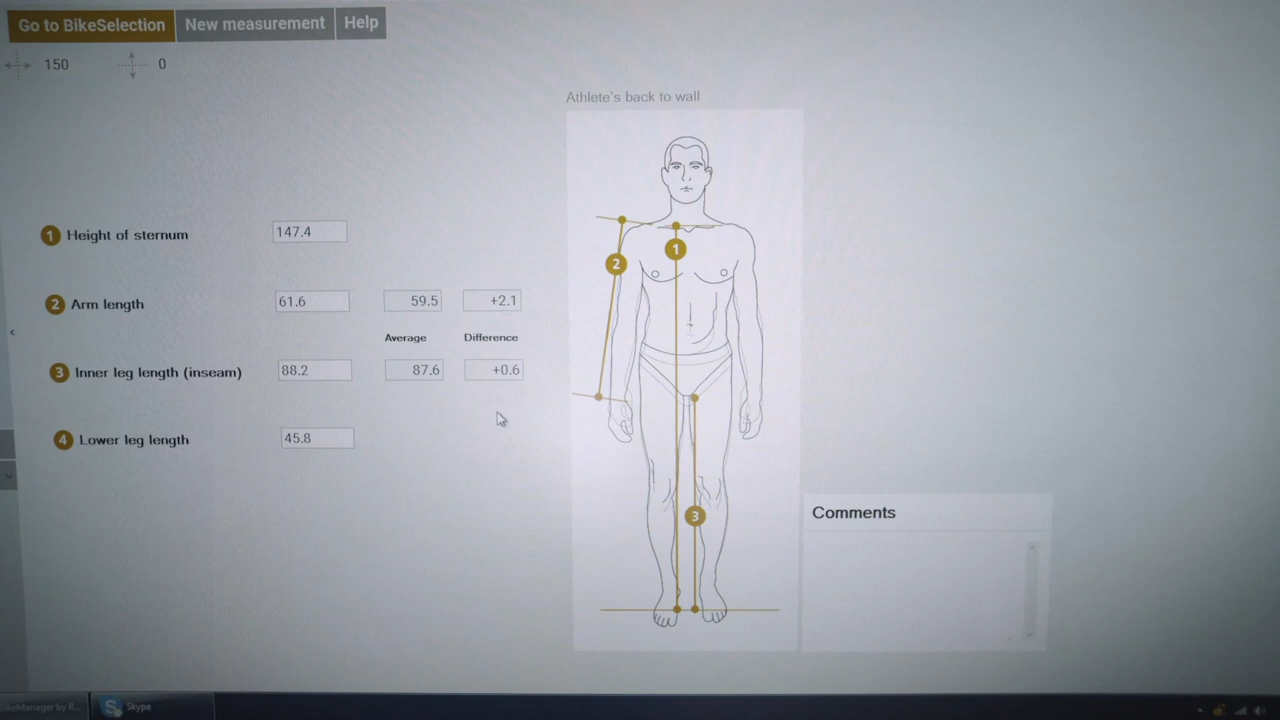 Go to BikeSelection New measurement Help
150 0
Athlete's back to wall
1 Height of sternum 147.4
2 Arm length 61.6 59.5 +2.1
Average Difference
3 Inner leg length (inseam) 88.2 87.6 +0.6
4 Lower leg length 45.8
2
1
3
Comments
BikeManager by R... Skype